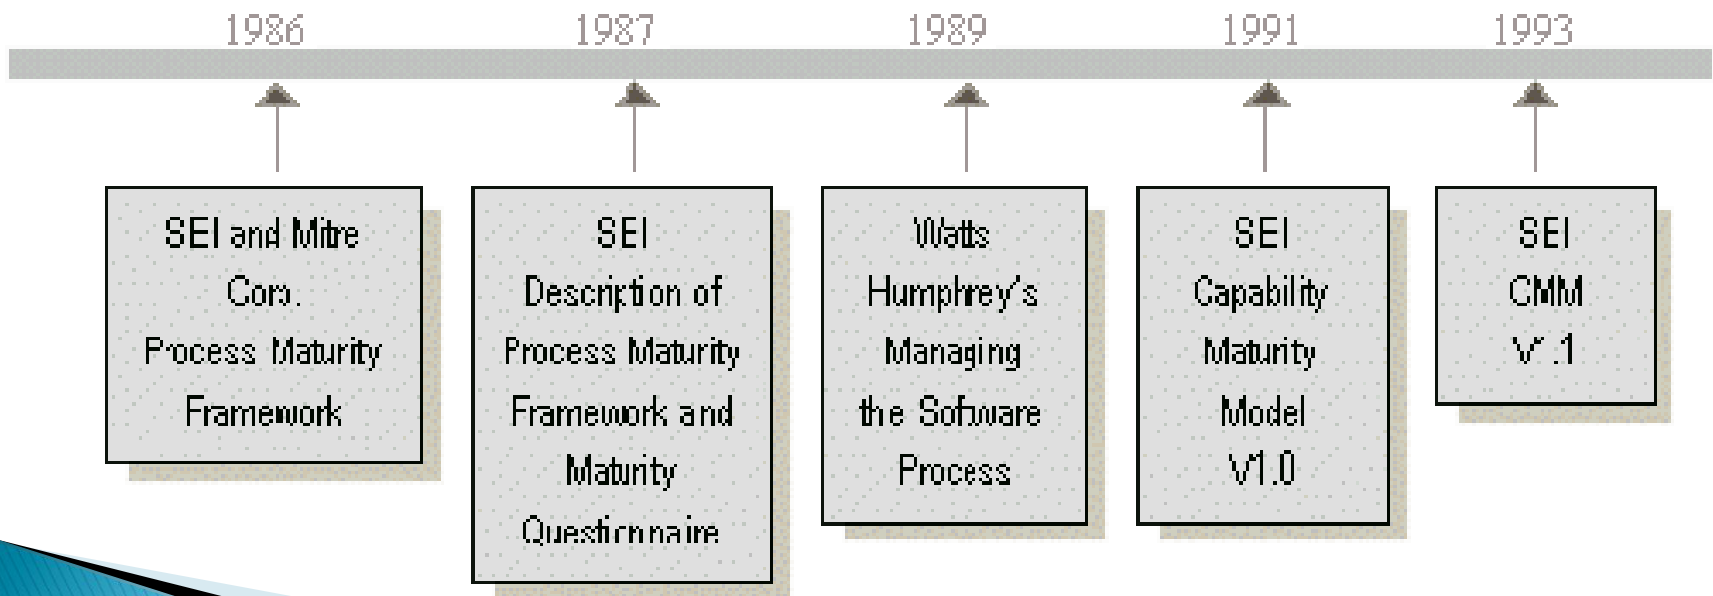 1986 1987 1989 1991 1993
SEI and Mitre
Corp.
Process Maturity
Framework
SEI
Description of
Process Maturity
Framework and
Maturity
Questionnaire
Watts
Humphrey's
Managing
the Software
Process
SEI
Capability
Maturity
Model
V1.0
SEI
CMM
V1.1